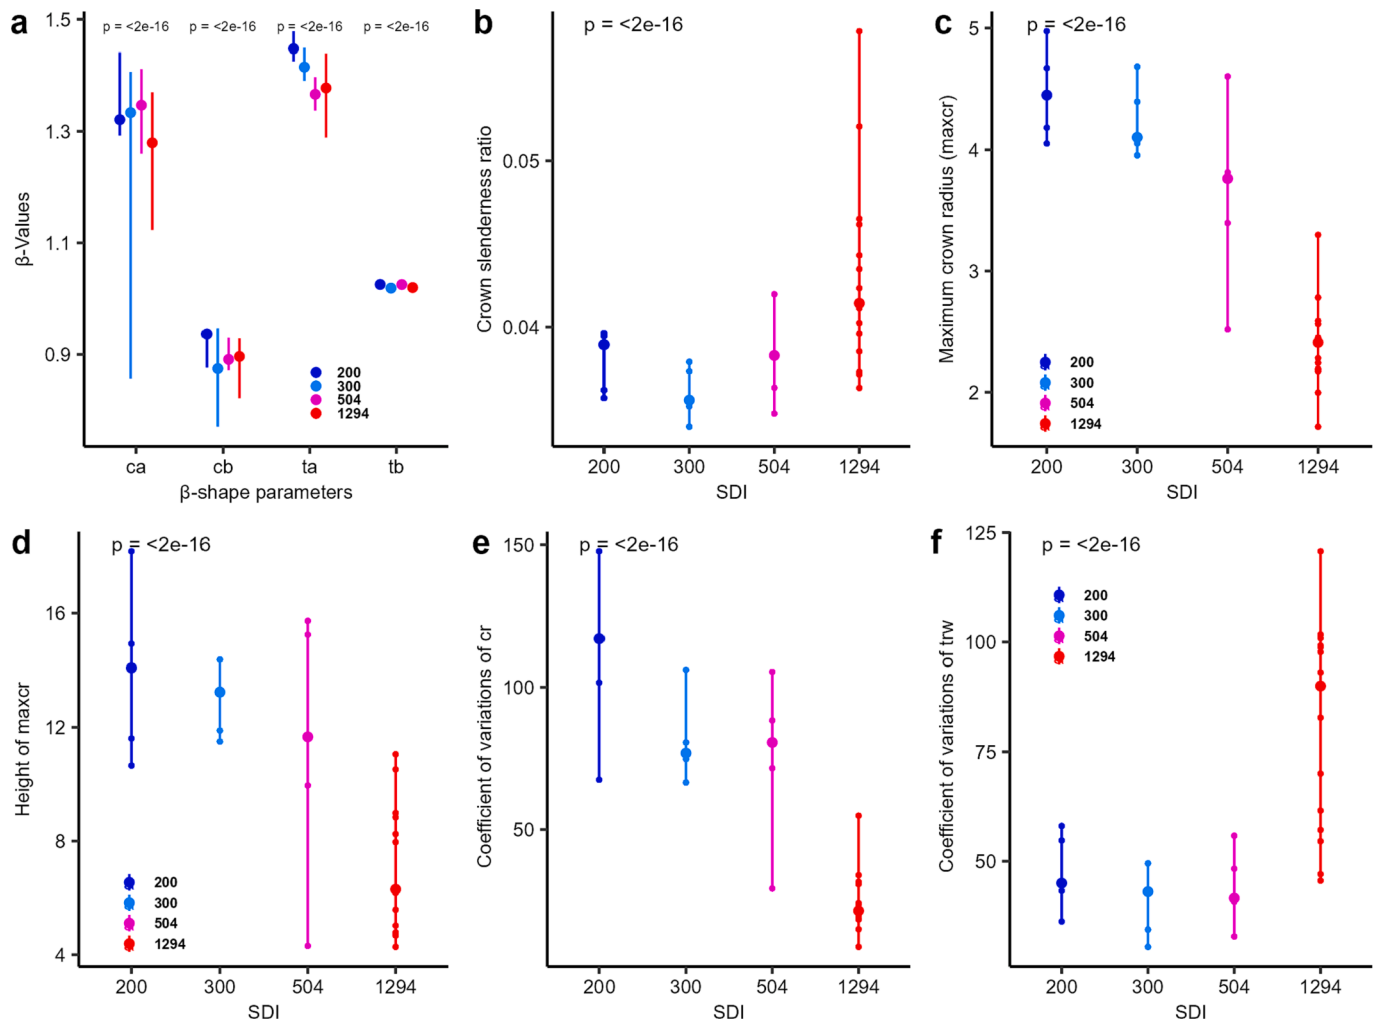 a
1.5
1.3
1.1
0.9
β-Values
p = <2e-16
p = <2e-16
p = <2e-16
p = <2e-16
200
300
504
1294
ca
cb
ta
tb
β-shape parameters
b
p = <2e-16
0.05
0.04
Crown slenderness ratio
200
300
504
1294
SDI
c
p = <2e-16
5
4
3
2
Maximum crown radius (maxcr)
200
300
504
1294
200
300
504
1294
SDI
d
p = <2e-16
16
12
8
4
Height of maxcr
200
300
504
1294
200
300
504
1294
SDI
e
p = <2e-16
150
100
50
Coefficient of variations of cr
200
300
504
1294
SDI
f
p = <2e-16
125
100
75
50
Coefficient of variations of trw
200
300
504
1294
200
300
504
1294
SDI